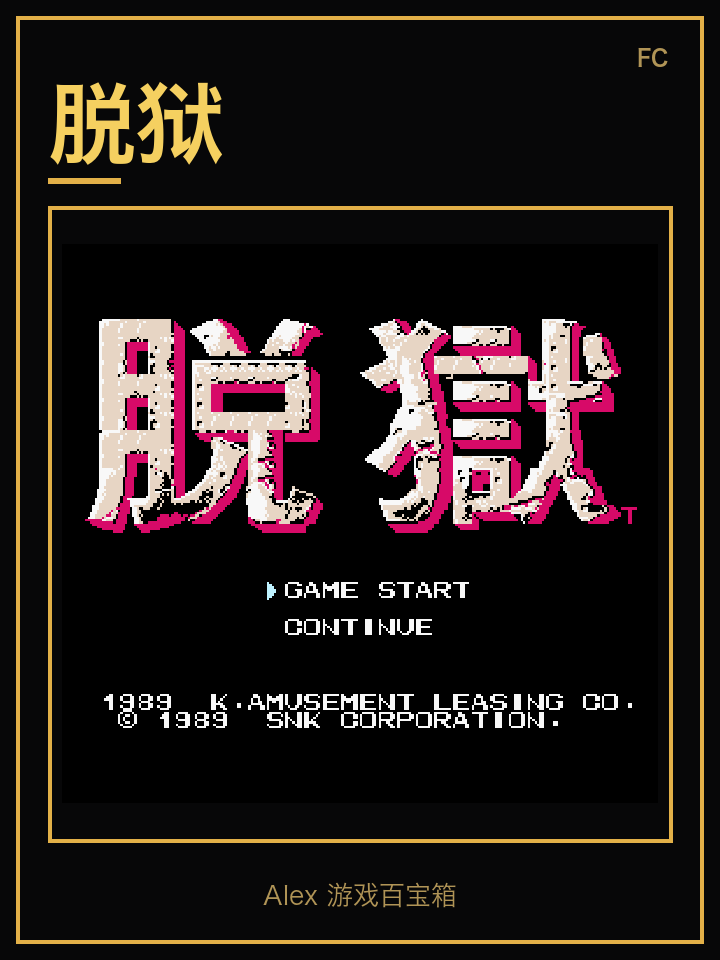 FC
脱狱
脱獄
T
GAME START
CONTINUE
1989 K.AMUSEMENT LEASING CO.
© 1989 SNK CORPORATION.
Alex 游戏百宝箱